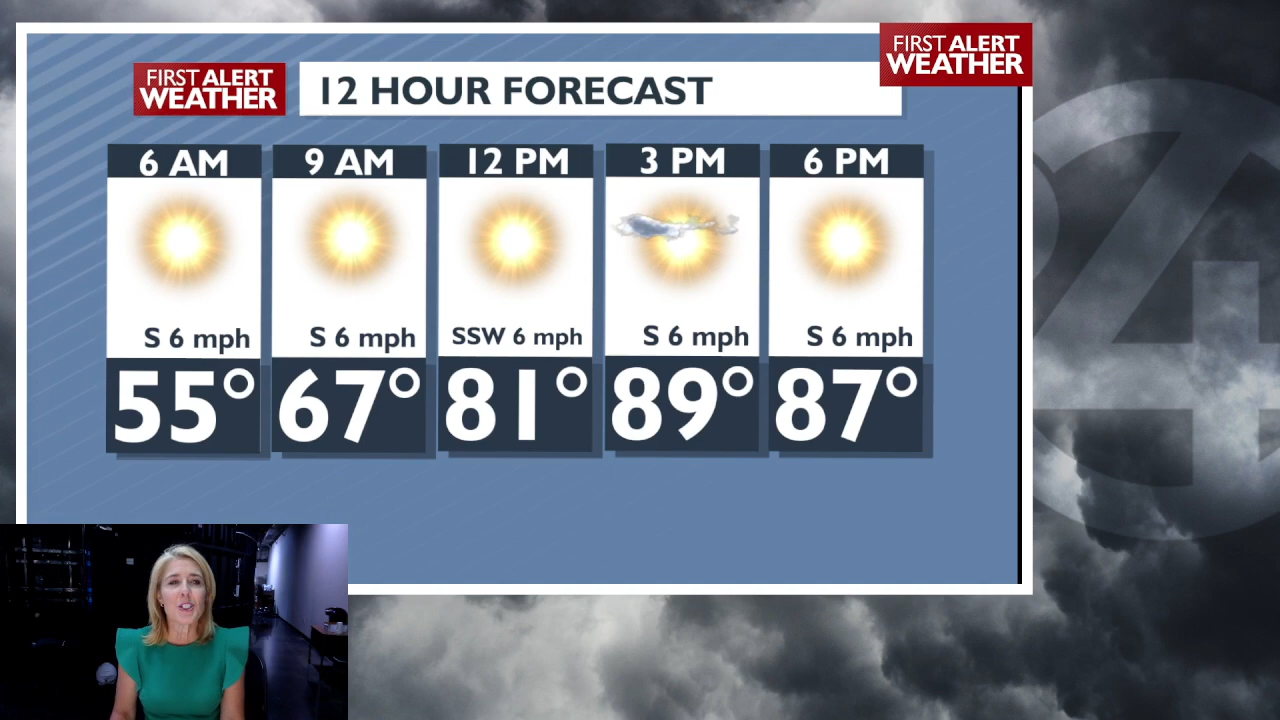 FIRST ALERT
WEATHER
FIRST ALERT
WEATHER
12 HOUR FORECAST
6 AM
9 AM
12 PM
3 PM
6 PM
S 6 mph
S 6 mph
SSW 6 mph
S 6 mph
S 6 mph
55°
67°
81°
89°
87°
4